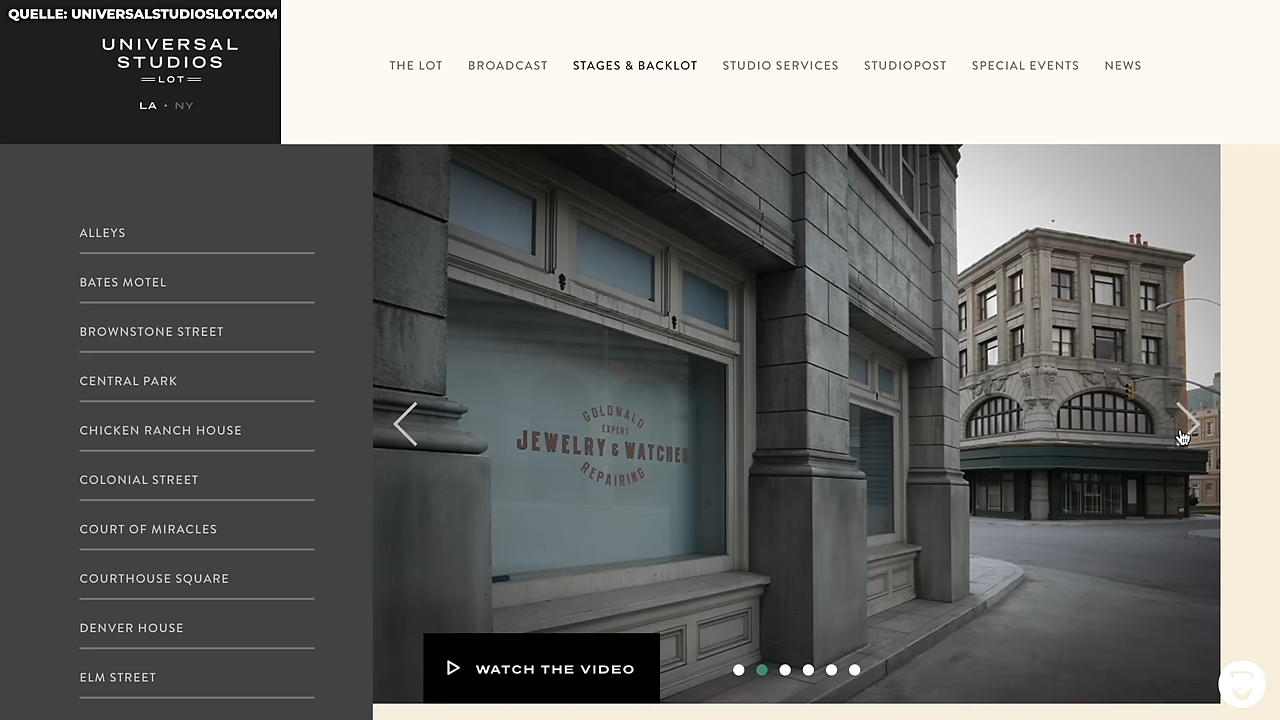 QUELLE: UNIVERSALSTUDIOSLOT.COM
UNIVERSAL
STUDIOS
LOT
LA • NY
THE LOT
BROADCAST
STAGES & BACKLOT
STUDIO SERVICES
STUDIOPOST
SPECIAL EVENTS
NEWS
ALLEYS
BATES MOTEL
BROWNSTONE STREET
CENTRAL PARK
CHICKEN RANCH HOUSE
COLONIAL STREET
COURT OF MIRACLES
COURTHOUSE SQUARE
DENVER HOUSE
ELM STREET
GOLDWALD
EXPERT
JEWELRY & WATCHES
REPAIRING
WATCH THE VIDEO